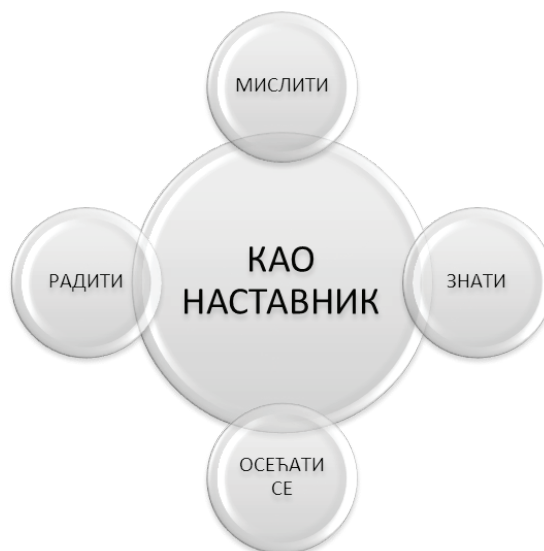 МИСЛИТИ
РАДИТИ
КАО
НАСТАВНИК
ЗНАТИ
ОСЕЋАТИ
СЕ